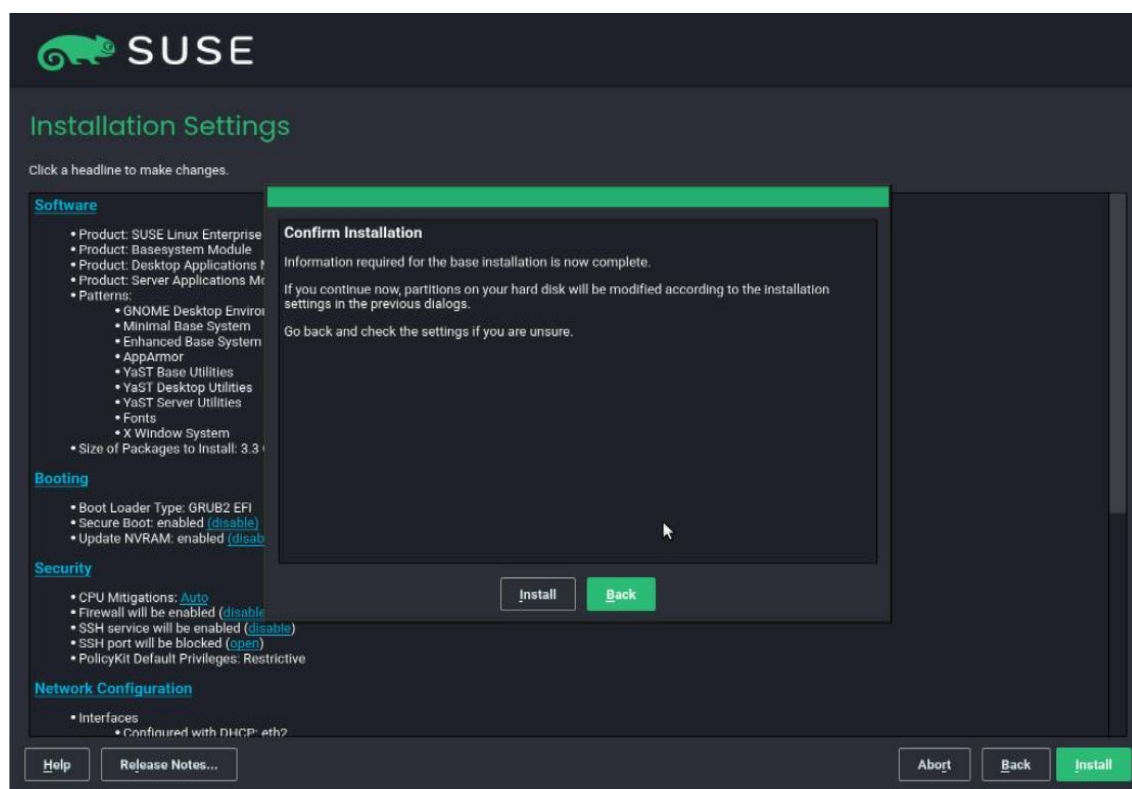 SUSE
Installation Settings
Click a headline to make changes.
Software
• Product: SUSE Linux Enterprise
• Product: Basesystem Module
• Product: Desktop Applications
• Product: Server Applications
• Patterns:
• GNOME Desktop
• Minimal Base System
• Enhanced Base System
• AppArmor
• YaST Base Utilities
• YaST Desktop Utilities
• YaST Server Utilities
• Fonts
• X Window System
• Size of Packages to Install: 3.3
Booting
• Boot Loader Type: GRUB2 EFI
• Secure Boot: enabled (disable)
• Update NVRAM: enabled
Security
• CPU Mitigations: Auto
• Firewall will be enabled (disable
• SSH service will be enabled (disable)
• SSH port will be blocked (open)
• PolicyKit Default Privileges: Restrictive
Network Configuration
• Interfaces
• Configured with DHCP: eth2
Confirm Installation
Information required for the base installation is now complete.
If you continue now, partitions on your hard disk will be modified according to the installation
settings in the previous dialogs.
Go back and check the settings if you are unsure.
Install Back
Help Release Notes... Abort Back Install